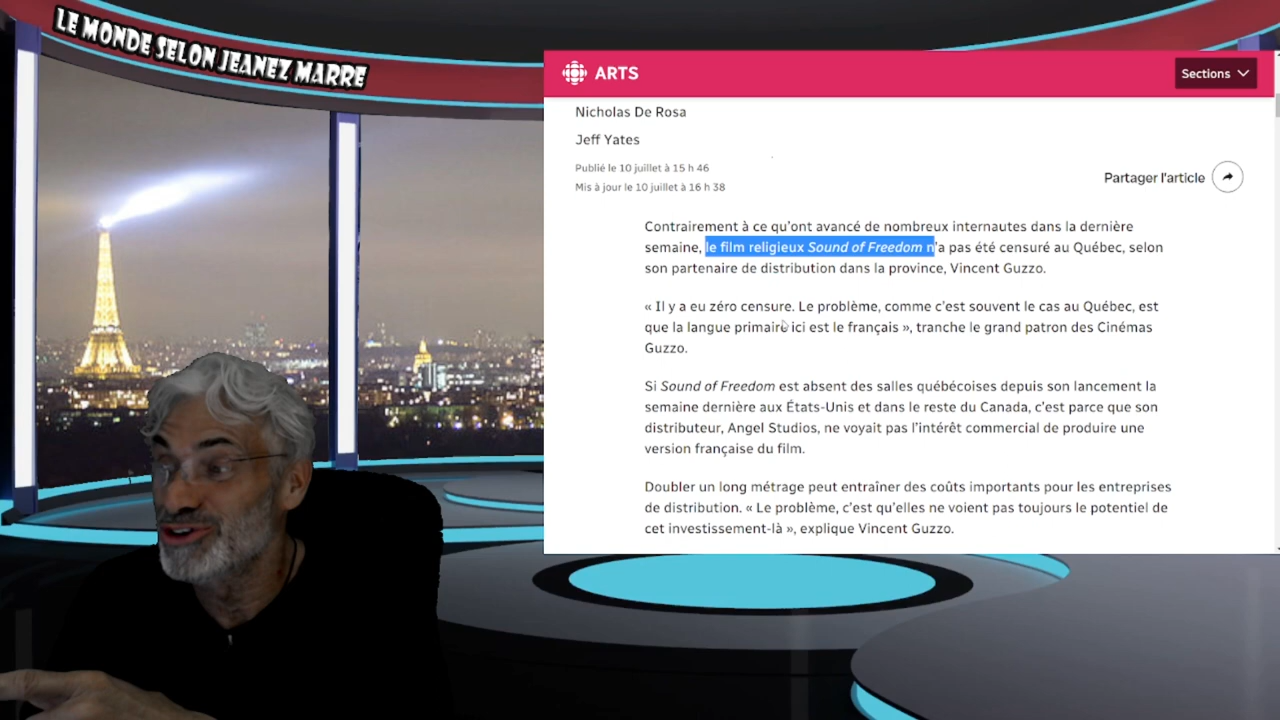 LE MONDE SELON JEANEZ MARRE
ARTS
Sections
Nicholas De Rosa
Jeff Yates
Publié le 10 juillet à 15 h 46
Mis à jour le 10 juillet à 16 h 38
Partager l'article
Contrairement à ce qu'ont avancé de nombreux internautes dans la dernière
semaine, le film religieux Sound of Freedom n'a pas été censuré au Québec, selon
son partenaire de distribution dans la province, Vincent Guzzo.
« Il y a eu zéro censure. Le problème, comme c'est souvent le cas au Québec, est
que la langue primaire ici est le français », tranche le grand patron des Cinémas
Guzzo.
Si Sound of Freedom est absent des salles québécoises depuis son lancement la
semaine dernière aux États-Unis et dans le reste du Canada, c'est parce que son
distributeur, Angel Studios, ne voyait pas l'intérêt commercial de produire une
version française du film.
Doubler un long métrage peut entraîner des coûts importants pour les entreprises
de distribution. « Le problème, c'est qu'elles ne voient pas toujours le potentiel de
cet investissement-là », explique Vincent Guzzo.